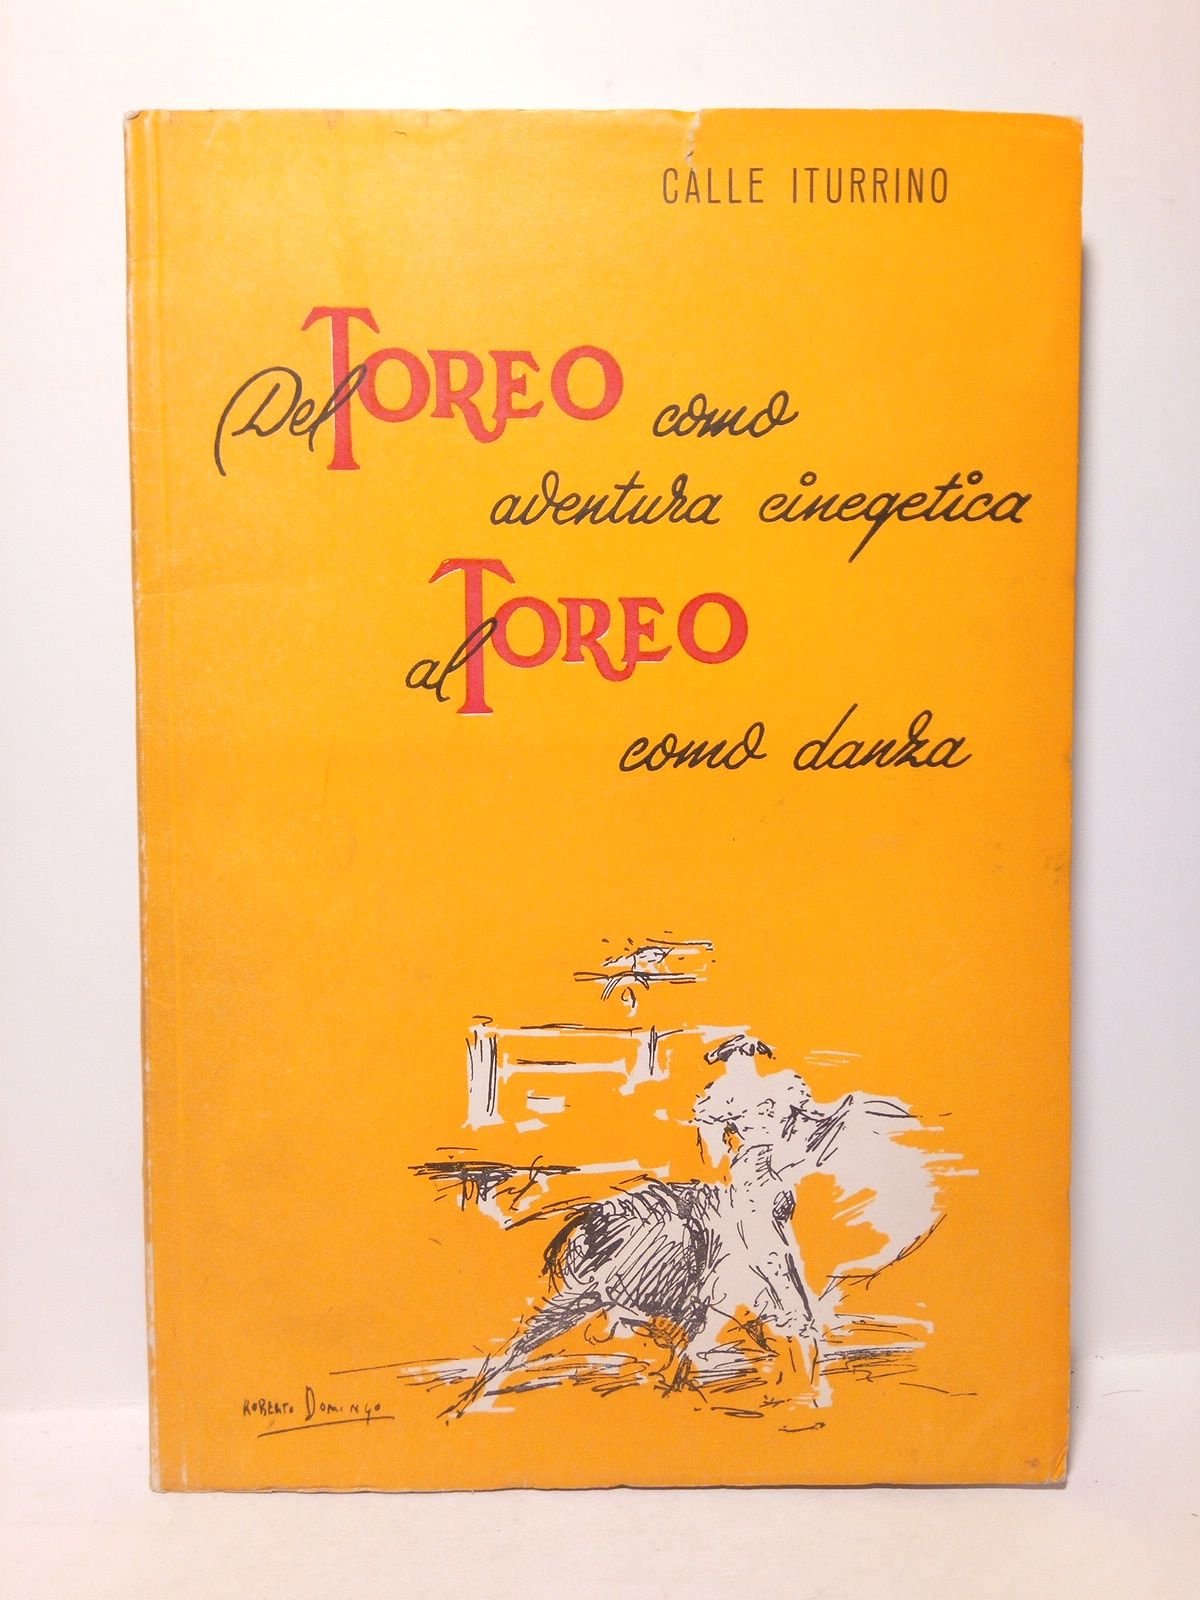 CALLE ITURRINO
Del TOREO como
aventura cinegetica
al TOREO
como danza
ROBERTO DOMINGO